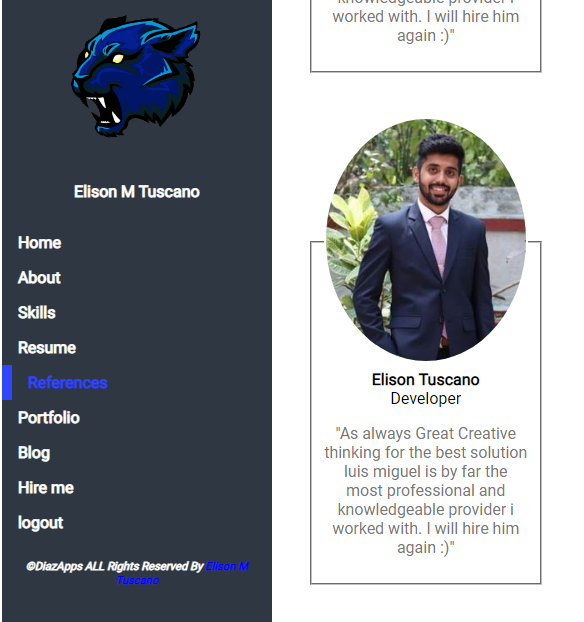 Elison M Tuscano
Home
About
Skills
Resume
References
Portfolio
Blog
Hire me
logout
©DiazApps ALL Rights Reserved By Elison M
Tuscano
knowledgeable provider i
worked with. I will hire him
again :)"
Elison Tuscano
Developer
"As always Great Creative
thinking for the best solution
luis miguel is by far the
most professional and
knowledgeable provider i
worked with. I will hire him
again :)"